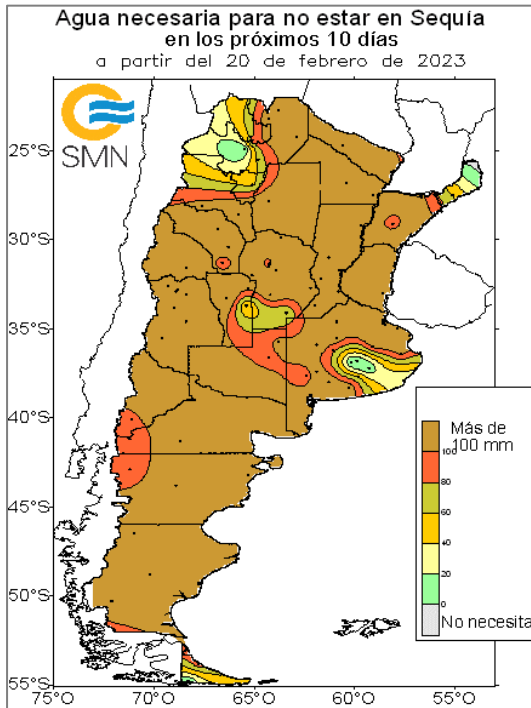 Agua necesaria para no estar en Sequía
en los próximos 10 días
a partir del 20 de febrero de 2023
SMN
25°S
30°S
35°S
40°S
45°S
50°S
55°S
75°O
70°O
65°O
60°O
55°O
Más de
100 mm
100
80
60
40
20
0
No necesita